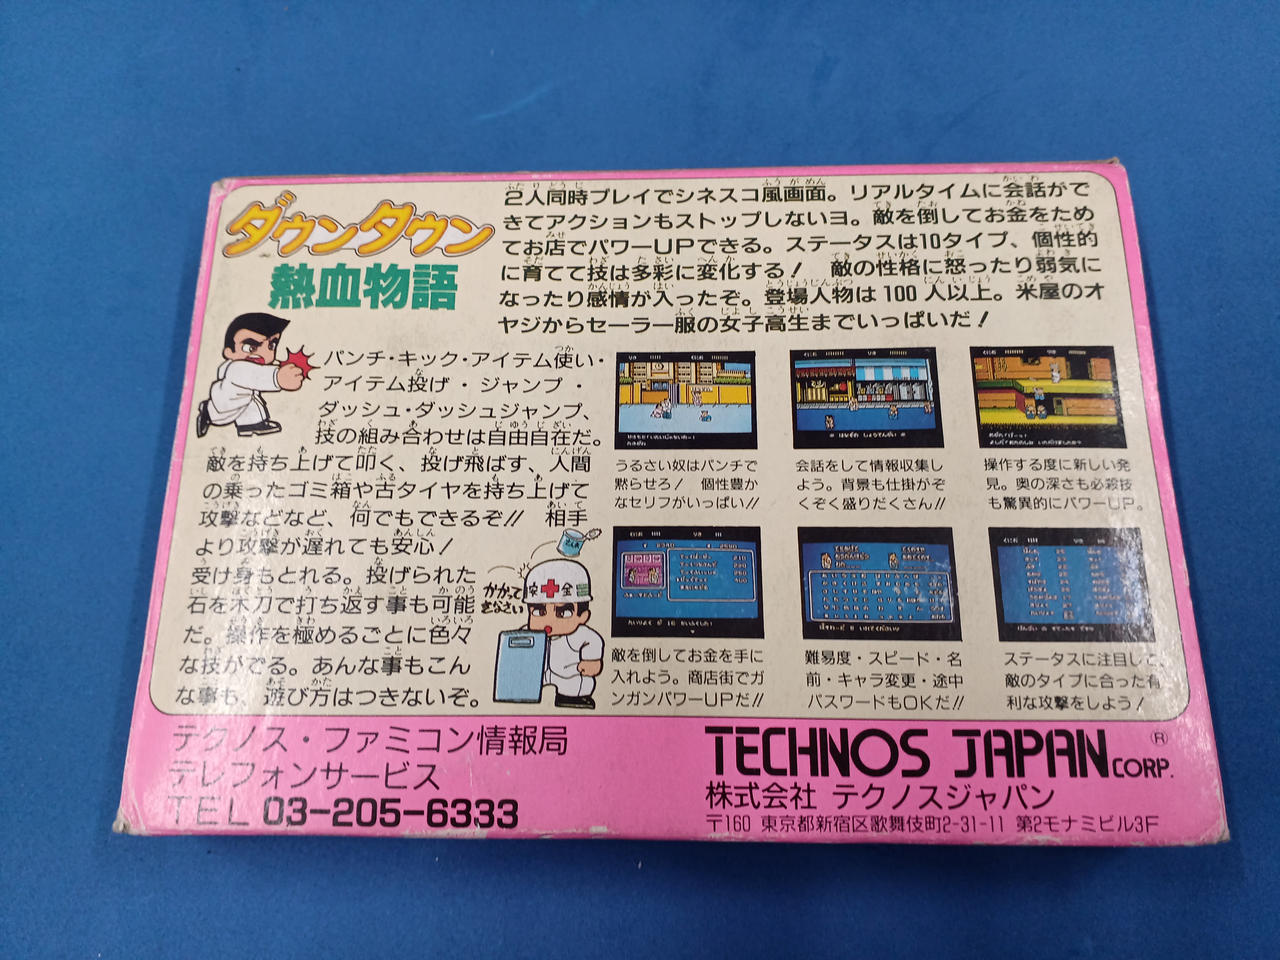 ダウンタウン
熱血物語
2人同時プレイでシネスコ風画面。リアルタイムに会話がで
きてアクションもストップしないヨ。敵を倒してお金をため
てお店でパワーUPできる。ステータスは10タイプ、個性的
に育てて技は多彩に変化する! 敵の性格に怒ったり弱気に
なったり感情が入ったぞ。登場人物は100人以上。米屋のオ
ヤジからセーラー服の女子高生までいっぱいだ!
パンチ・キック・アイテム使い・
アイテム投げ・ジャンプ・
ダッシュ・ダッシュジャンプ、
技の組み合わせは自由自在だ。
敵を持ち上げて叩く、投げ飛ばす、人間
の乗ったゴミ箱や古タイヤを持ち上げて
攻撃などなど、何でもできるぞ!! 相手
より攻撃が遅れても安心!
受け身もとれる。投げられた
石を木刀で打ち返す事も可能
だ。操作を極めるごとに色々
な技がでる。あんな事もこん
な事も、遊び方はつきないぞ。
かかって
きなさい
うるさい奴はパンチで
黙らせろ! 個性豊か
なセリフがいっぱい!!
会話をして情報収集し
よう。背景も仕掛がぞ
くぞく盛りだくさん!!
操作する度に新しい発
見。奥の深さも必殺技
も驚異的にパワーUP。
敵を倒してお金を手に
入れよう。商店街でガ
ンガンパワーUPだ!!
難易度・スピード・名
前・キャラ変更・途中
パスワードもOKだ!!
ステータスに注目して、
敵のタイプに合った有
利な攻撃をしよう!
テクノス・ファミコン情報局
テレフォンサービス
TEL 03-205-6333
TECHNOS JAPAN CORP.®
株式会社 テクノスジャパン
〒160 東京都新宿区歌舞伎町2-31-11 第2モナミビル3F